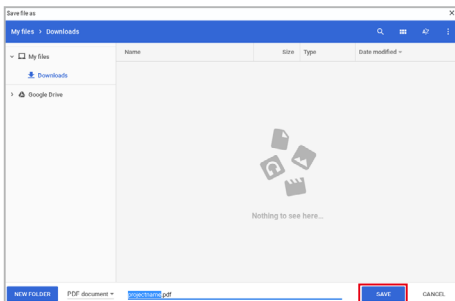 Save file as
My files > Downloads
Name Size Type Date modified
My files
Downloads
Google Drive
Nothing to see here...
NEW FOLDER PDF document projectname.pdf SAVE CANCEL